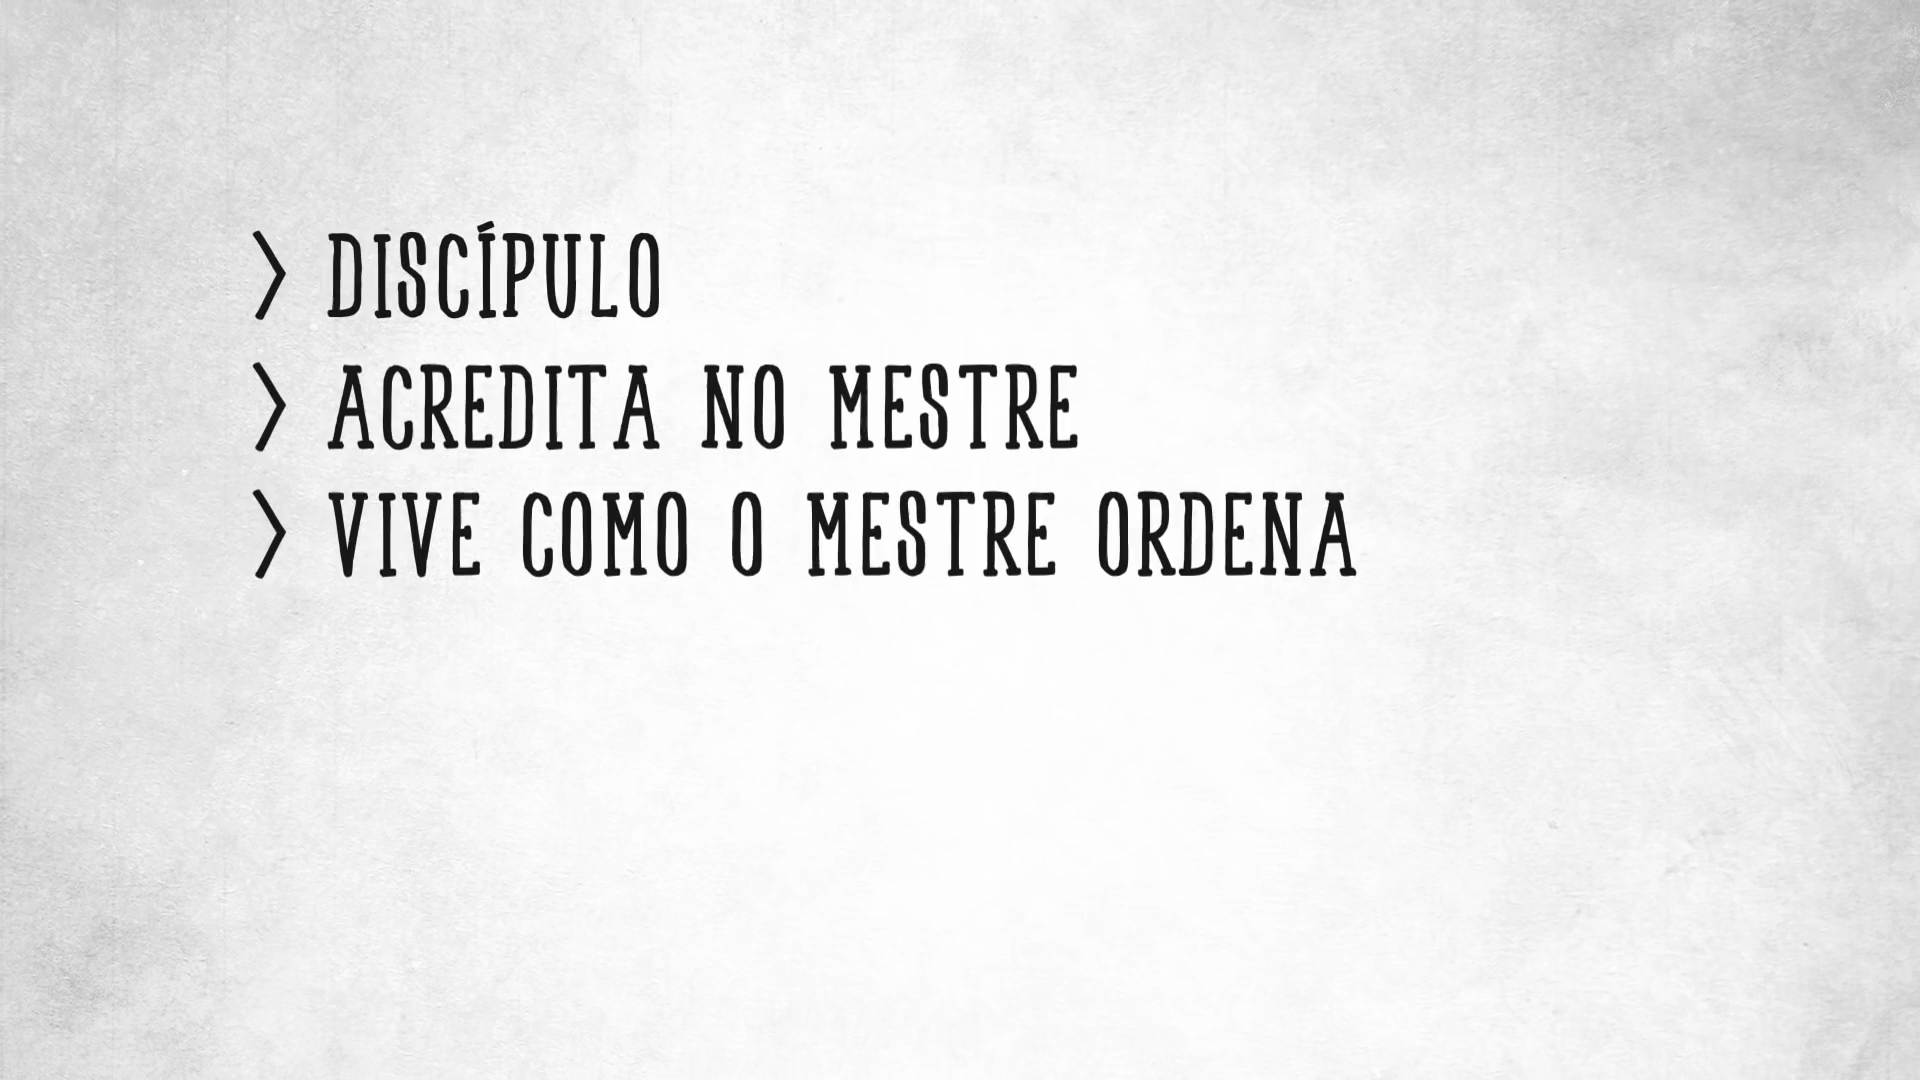 > DISCÍPULO
> ACREDITA NO MESTRE
> VIVE COMO O MESTRE ORDENA